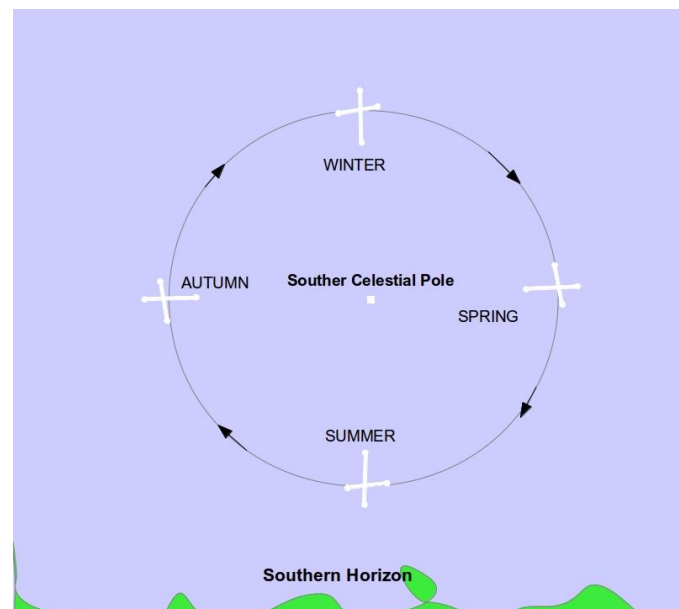 WINTER
AUTUMN
Souther Celestial Pole
SPRING
SUMMER
Southern Horizon